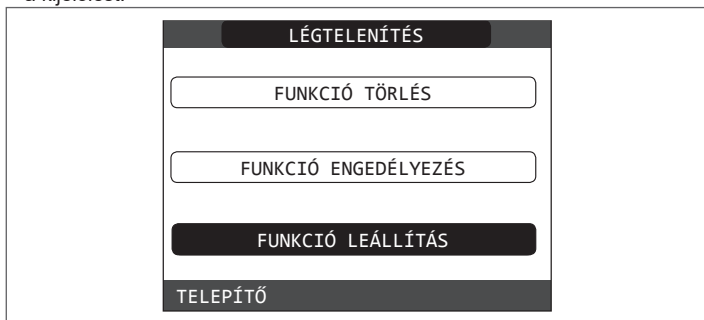 LÉGTELENÍTÉS
FUNKCIÓ TÖRLÉS
FUNKCIÓ ENGEDÉLYEZÉS
FUNKCIÓ LEÁLLÍTÁS
TELEPÍTŐ